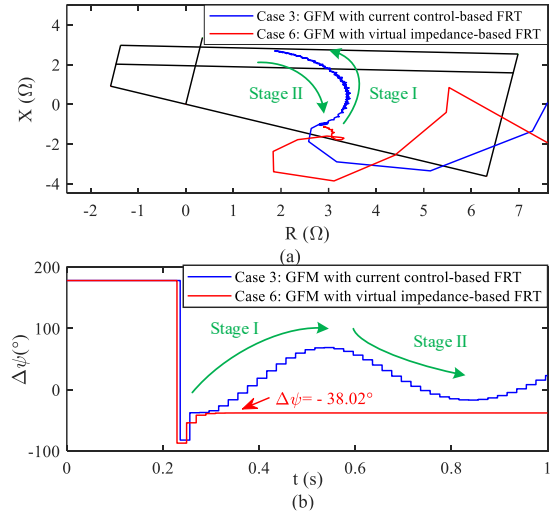 Case 3: GFM with current control-based FRT
Case 6: GFM with virtual impedance-based FRT
4
2
0
-2
-4
X (Ω)
Stage II
Stage I
-2
-1
0
1
2
3
4
5
6
7
R (Ω)
(a)
Case 3: GFM with current control-based FRT
Case 6: GFM with virtual impedance-based FRT
200
100
0
-100
Δψ(°)
Stage I
Stage II
Δψ= - 38.02°
0
0.2
0.4
0.6
0.8
1
t (s)
(b)